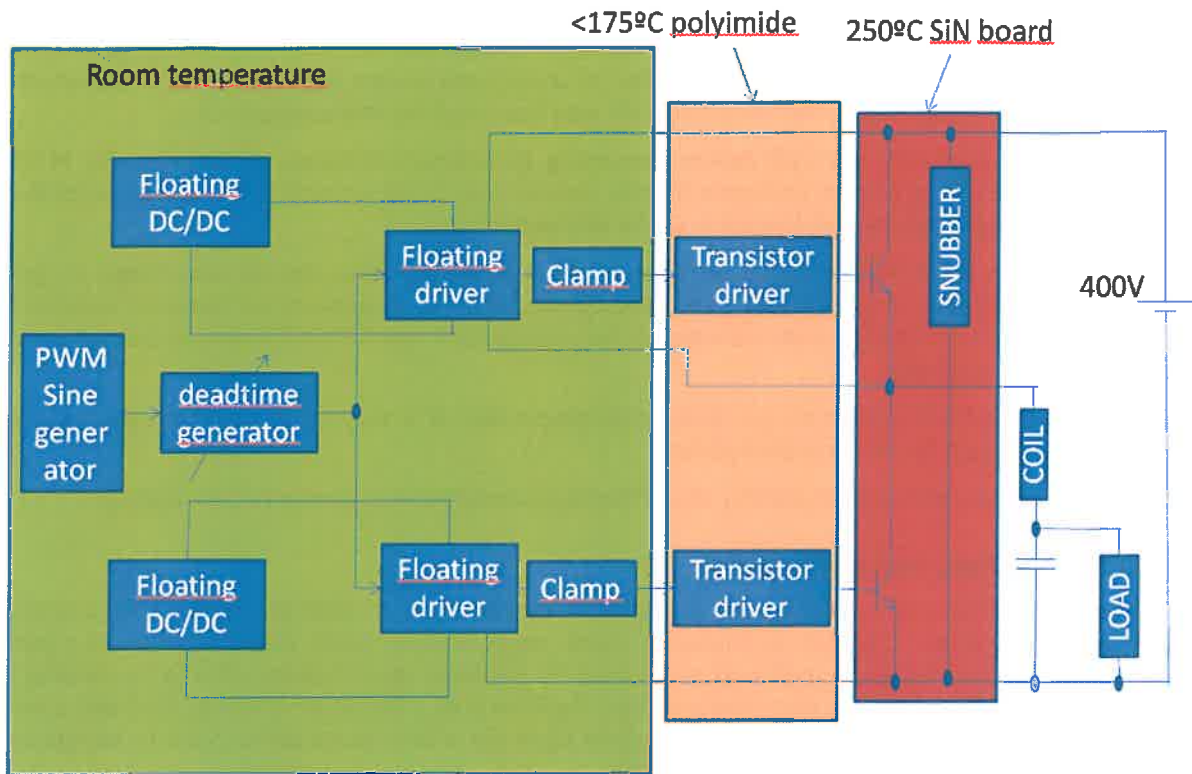 <175ºC polyimide
250ºC SiN board
Room temperature
Floating
DC/DC
Floating
driver
Clamp
Transistor
driver
SNUBBER
400V
PWM
Sine
gener
ator
deadtime
generator
COIL
Floating
DC/DC
Floating
driver
Clamp
Transistor
driver
LOAD